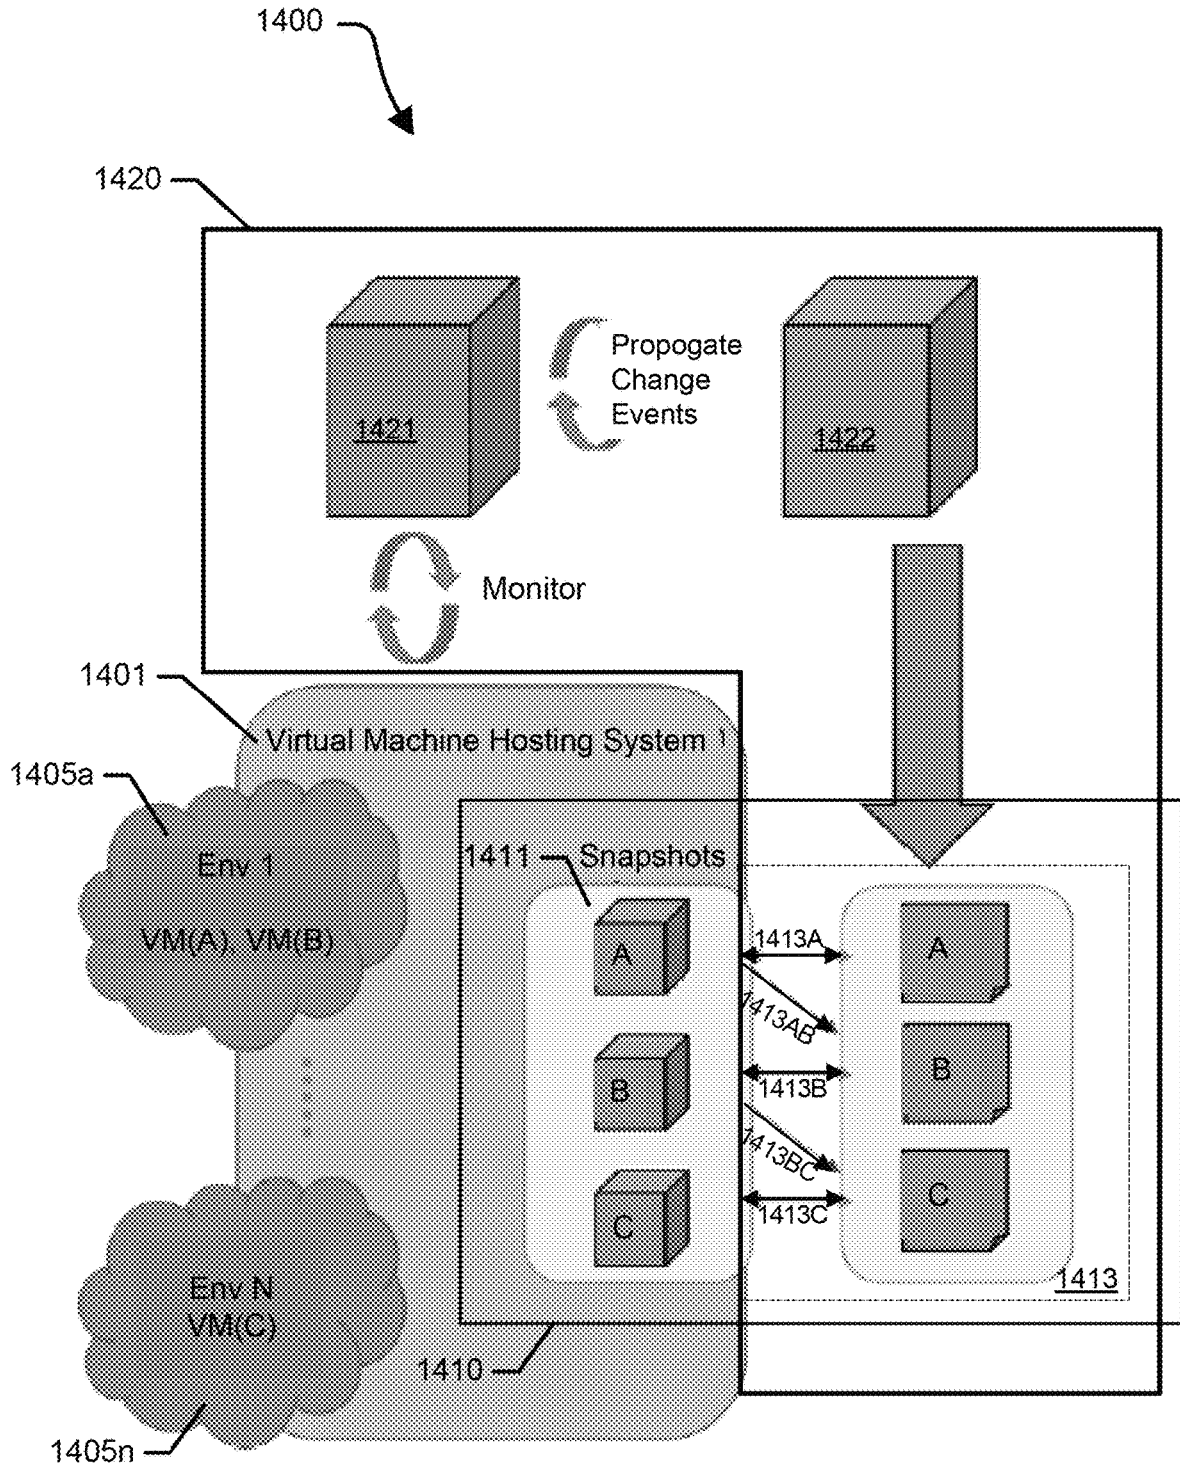 1400
1420
Propogate
Change
Events
1421
1422
Monitor
1401
Virtual Machine Hosting System 1
1405a
Env 1
VM(A), VM(B)
1411
Snapshots
A
1413A
A
1413AB
B
1413B
B
1413BC
C
1413C
C
Env N
VM(C)
1413
1410
1405n